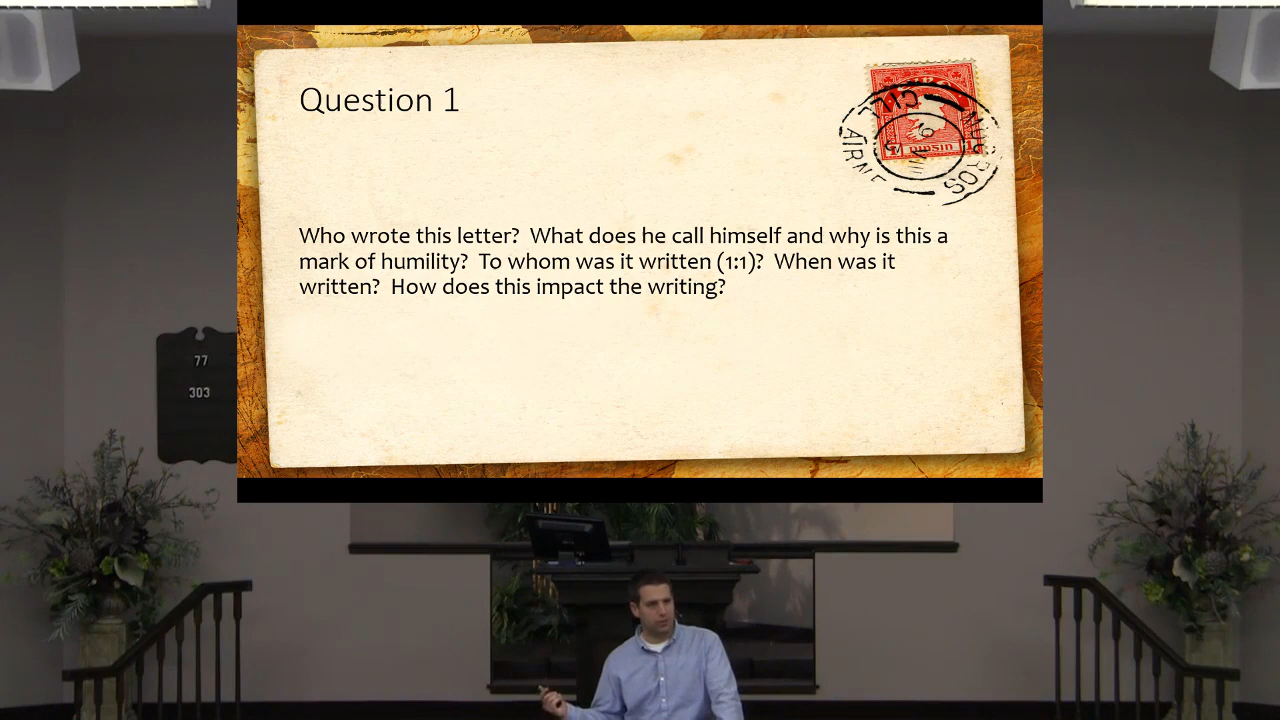 Question 1
Who wrote this letter?  What does he call himself and why is this a
mark of humility?  To whom was it written (1:1)?  When was it
written?  How does this impact the writing?
77
303